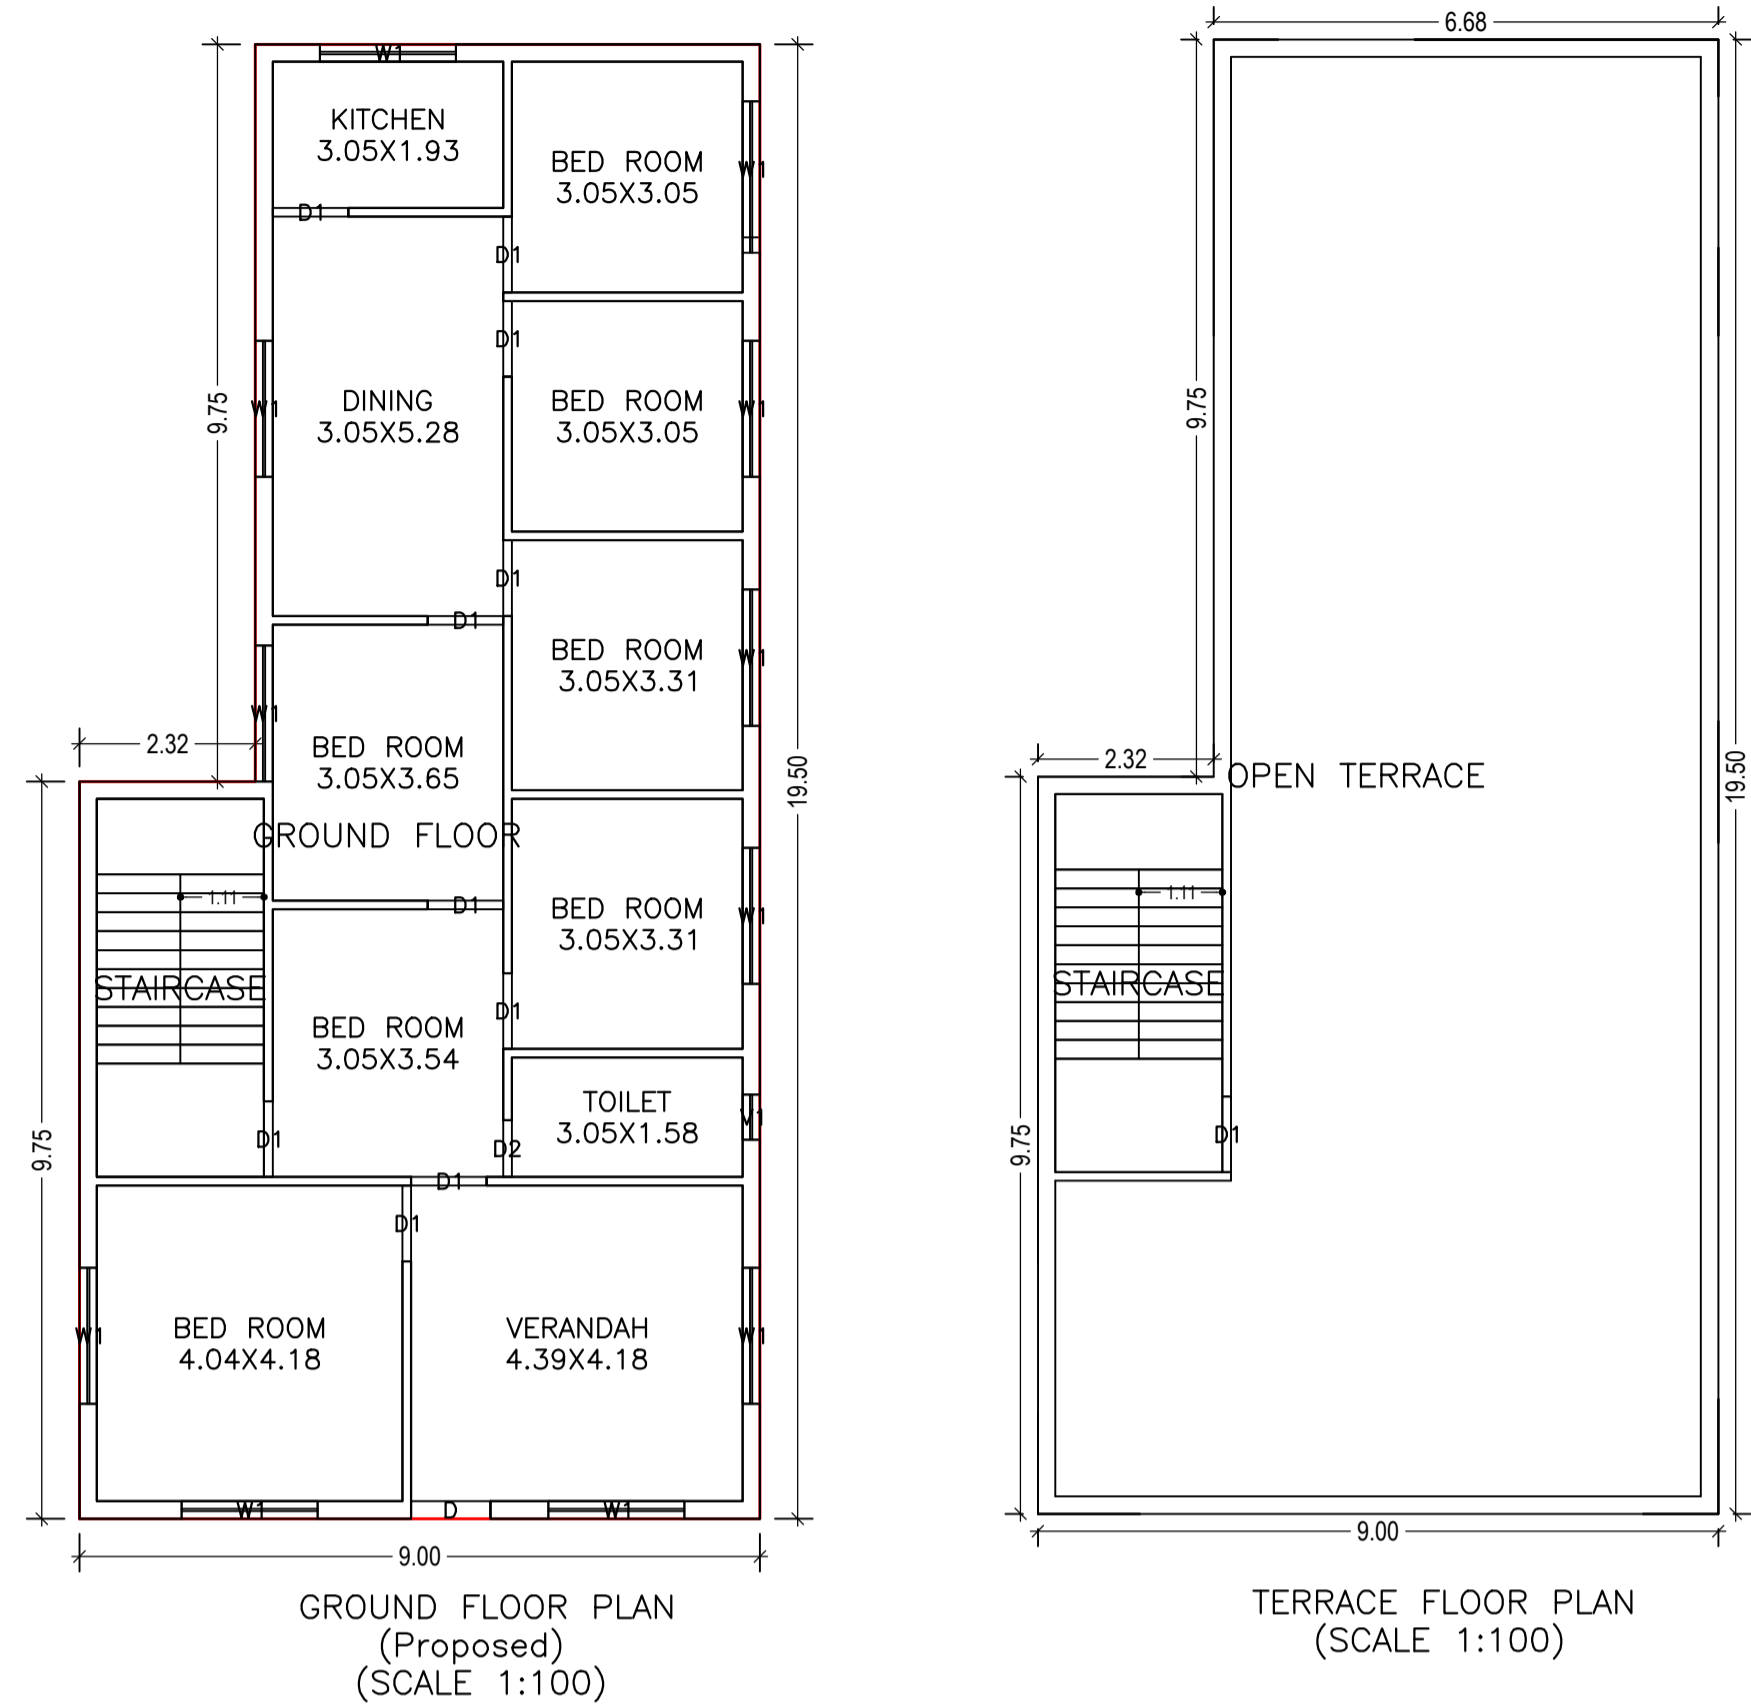 W1
KITCHEN
3.05X1.93
BED ROOM
3.05X3.05
W1
D1
D1
9.75
W1
DINING
3.05X5.28
D1
BED ROOM
3.05X3.05
W1
D1
D1
BED ROOM
3.05X3.31
W1
W1
2.32
BED ROOM
3.05X3.65
19.50
GROUND FLOOR
1.11
D1
BED ROOM
3.05X3.31
W1
STAIRCASE
BED ROOM
3.05X3.54
D1
TOILET
3.05X1.58
V1
9.75
D1
D2
D1
D1
W1
BED ROOM
4.04X4.18
VERANDAH
4.39X4.18
W1
W1
D
W1
9.00
GROUND FLOOR PLAN
(Proposed)
(SCALE 1:100)
6.68
9.75
2.32
OPEN TERRACE
19.50
1.11
STAIRCASE
D1
9.75
9.00
TERRACE FLOOR PLAN
(SCALE 1:100)